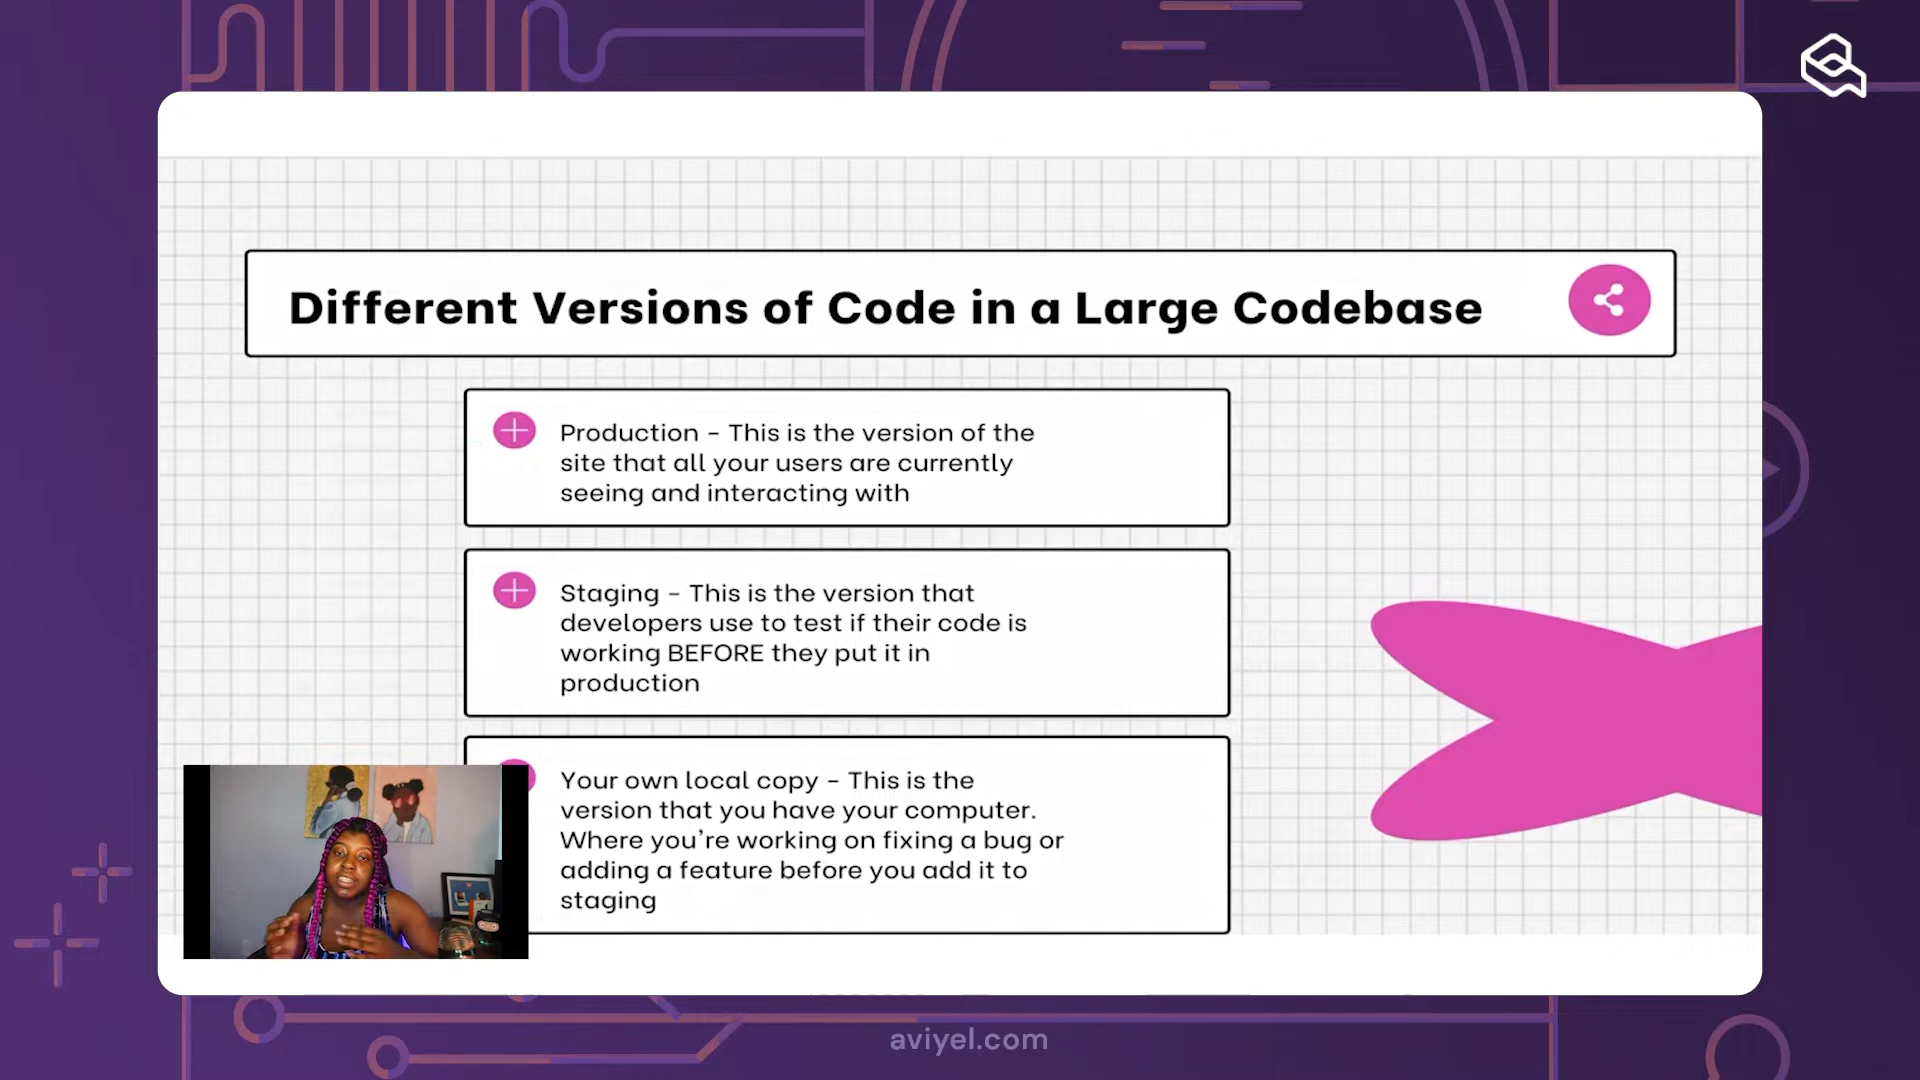 Different Versions of Code in a Large Codebase
Production - This is the version of the
site that all your users are currently
seeing and interacting with
Staging - This is the version that
developers use to test if their code is
working BEFORE they put it in
production
Your own local copy - This is the
version that you have your computer.
Where you're working on fixing a bug or
adding a feature before you add it to
staging
aviyel.com